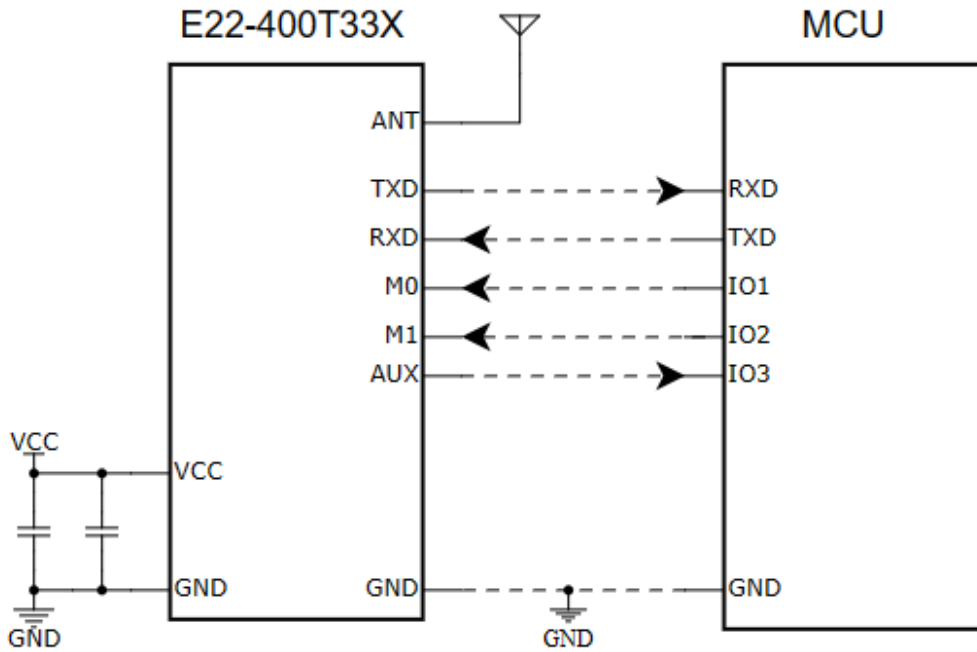 E22-400T33X
MCU
ANT
TXD
RXD
RXD
TXD
M0
IO1
M1
IO2
AUX
IO3
VCC
VCC
GND
GND
GND
GND
GND